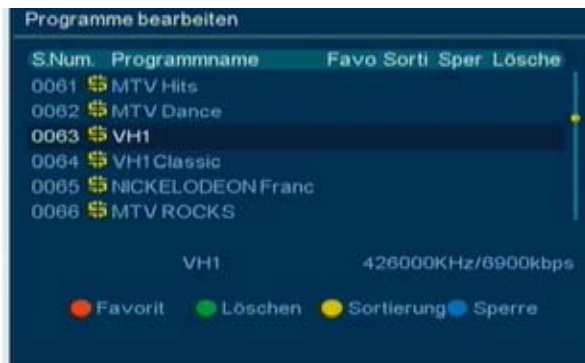 Programme bearbeiten
S.Num. Programmname Favo Sorti Sper Lösche
0061 $ MTV Hits
0062 $ MTV Dance
0063 $ VH1
0064 $ VH1 Classic
0065 $ NICKELODEON Franc
0066 $ MTV ROCKS
VH1 426000KHz/6900kbps
Favorit Löschen Sortierung Sperre